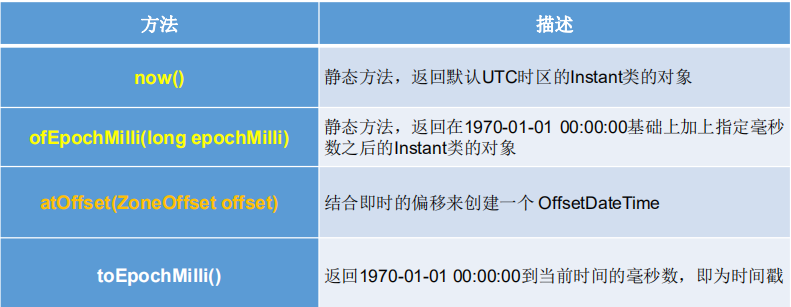 方法
描述
now()
静态方法，返回默认UTC时区的Instant类的对象
ofEpochMilli(long epochMilli)
静态方法，返回在1970-01-01 00:00:00基础上加上指定毫秒
数之后的Instant类的对象
atOffset(ZoneOffset offset)
结合即时的偏移来创建一个 OffsetDateTime
toEpochMilli()
返回1970-01-01 00:00:00到当前时间的毫秒数，即为时间戳